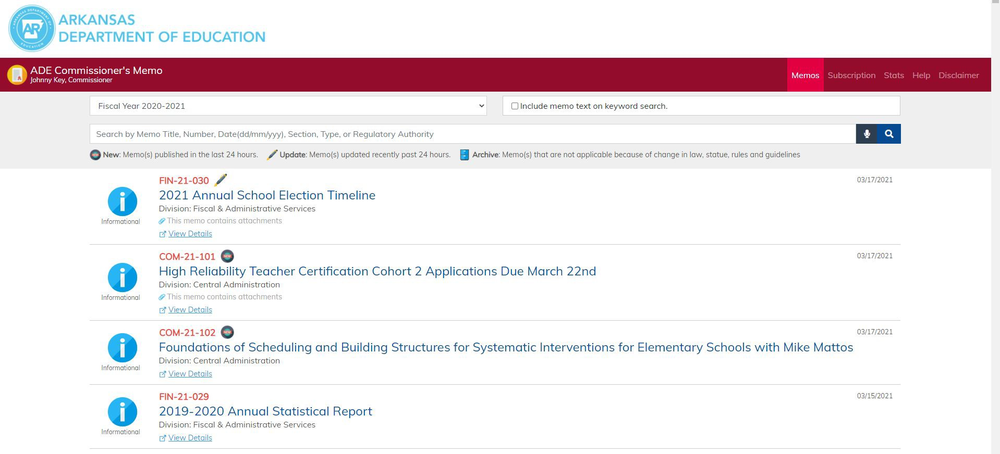 ARKANSAS DEPARTMENT OF EDUCATION
AR
ARKANSAS
DEPARTMENT OF EDUCATION
ADE Commissioner's Memo
Johnny Key, Commissioner
Memos Subscription Stats Help Disclaimer
Fiscal Year 2020-2021
Include memo text on keyword search.
Search by Memo Title, Number, Date(dd/mm/yyy), Section, Type, or Regulatory Authority
NEW New: Memo(s) published in the last 24 hours. Update: Memo(s) updated recently past 24 hours. Archive: Memo(s) that are not applicable because of change in law, statue, rules and guidelines
FIN-21-030 03/17/2021
2021 Annual School Election Timeline
Division: Fiscal & Administrative Services
Informational This memo contains attachments
View Details
COM-21-101 NEW 03/17/2021
High Reliability Teacher Certification Cohort 2 Applications Due March 22nd
Division: Central Administration
Informational This memo contains attachments
View Details
COM-21-102 NEW 03/17/2021
Foundations of Scheduling and Building Structures for Systematic Interventions for Elementary Schools with Mike Mattos
Division: Central Administration
Informational
View Details
FIN-21-029 03/15/2021
2019-2020 Annual Statistical Report
Division: Fiscal & Administrative Services
Informational
View Details